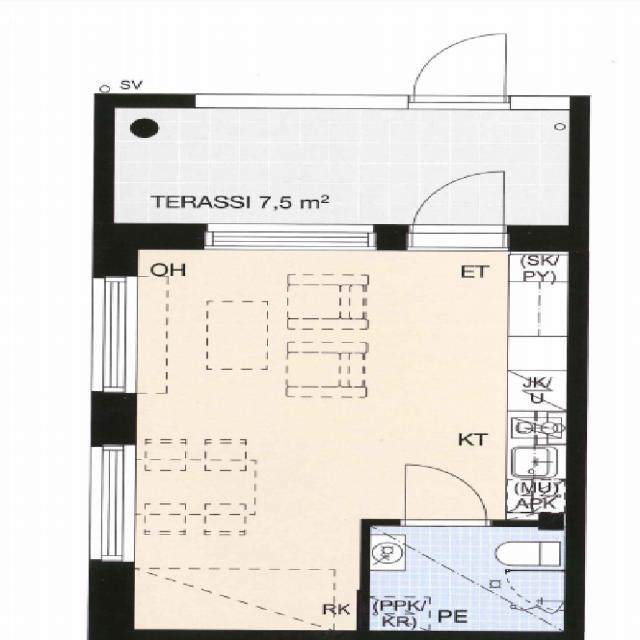 SV
TERASSI 7,5 m²
OH
ET
(SK/
PY)
JK/
U
KT
(MU)
APK
RK
(PPK/
KR)
PE